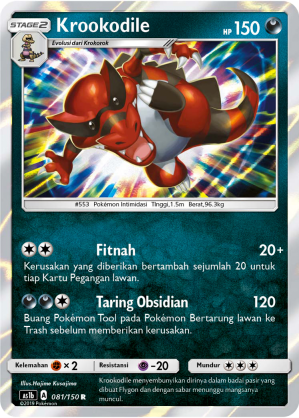 STAGE2 Krookodile HP 150
Evolusi dari Krokorok
#553 Pokémon Intimidasi Tinggi,1.5m Berat,96.3kg
Fitnah 20+
Kerusakan yang diberikan bertambah sejumlah 20 untuk
tiap Kartu Pegangan lawan.
Taring Obsidian 120
Buang Pokémon Tool pada Pokémon Bertarung lawan ke
Trash sebelum memberikan kerusakan.
Kelemahan × 2 Resistansi -20 Mundur
Illus.Hajime Kusajima
AS1b A 081/150 R
©2019 Pokémon
Krookodile menyembunyikan dirinya dalam badai pasir yang
dibuat Flygon dan dengan sabar menunggu mangsanya.